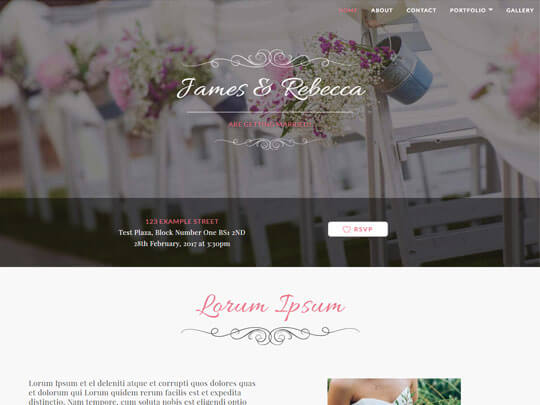 HOME ABOUT CONTACT PORTFOLIO GALLERY
James & Rebecca
ARE GETTING MARRIED
123 EXAMPLE STREET
Test Plaza, Block Number One BS1 2ND
28th February, 2017 at 3:30pm
RSVP
Lorum Ipsum
Lorum Ipsum et el deleniti atque et corrupti quos dolores quas
et dolorum qui Lorum quidem rerum facilis est et expedita
distinctio. Nam tempore, cum soluta nobis est eligendi optio